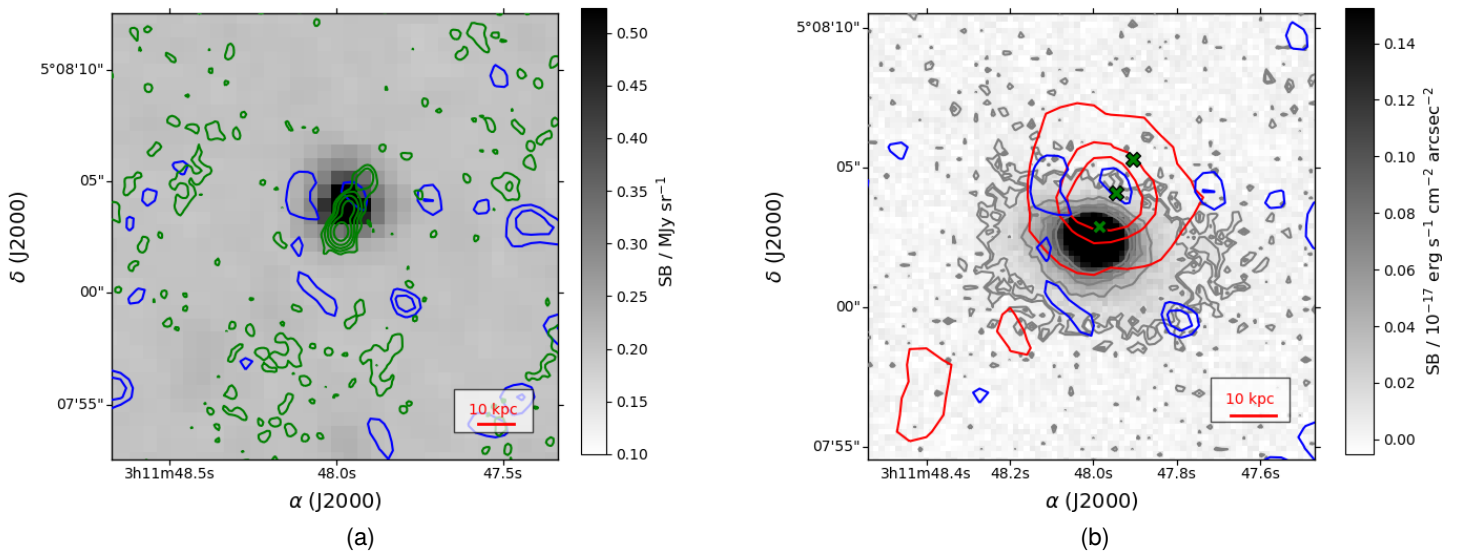 5°08'10"
05"
00"
07'55"
δ (J2000)
3h11m48.5s
48.0s
47.5s
α (J2000)
10 kpc
0.50
0.45
0.40
0.35
0.30
0.25
0.20
0.15
0.10
SB / MJy sr⁻¹
(a)
5°08'10"
05"
00"
07'55"
δ (J2000)
3h11m48.4s
48.2s
48.0s
47.8s
47.6s
α (J2000)
10 kpc
0.14
0.12
0.10
0.08
0.06
0.04
0.02
0.00
SB / 10⁻¹⁷ erg s⁻¹ cm⁻² arcsec⁻²
(b)